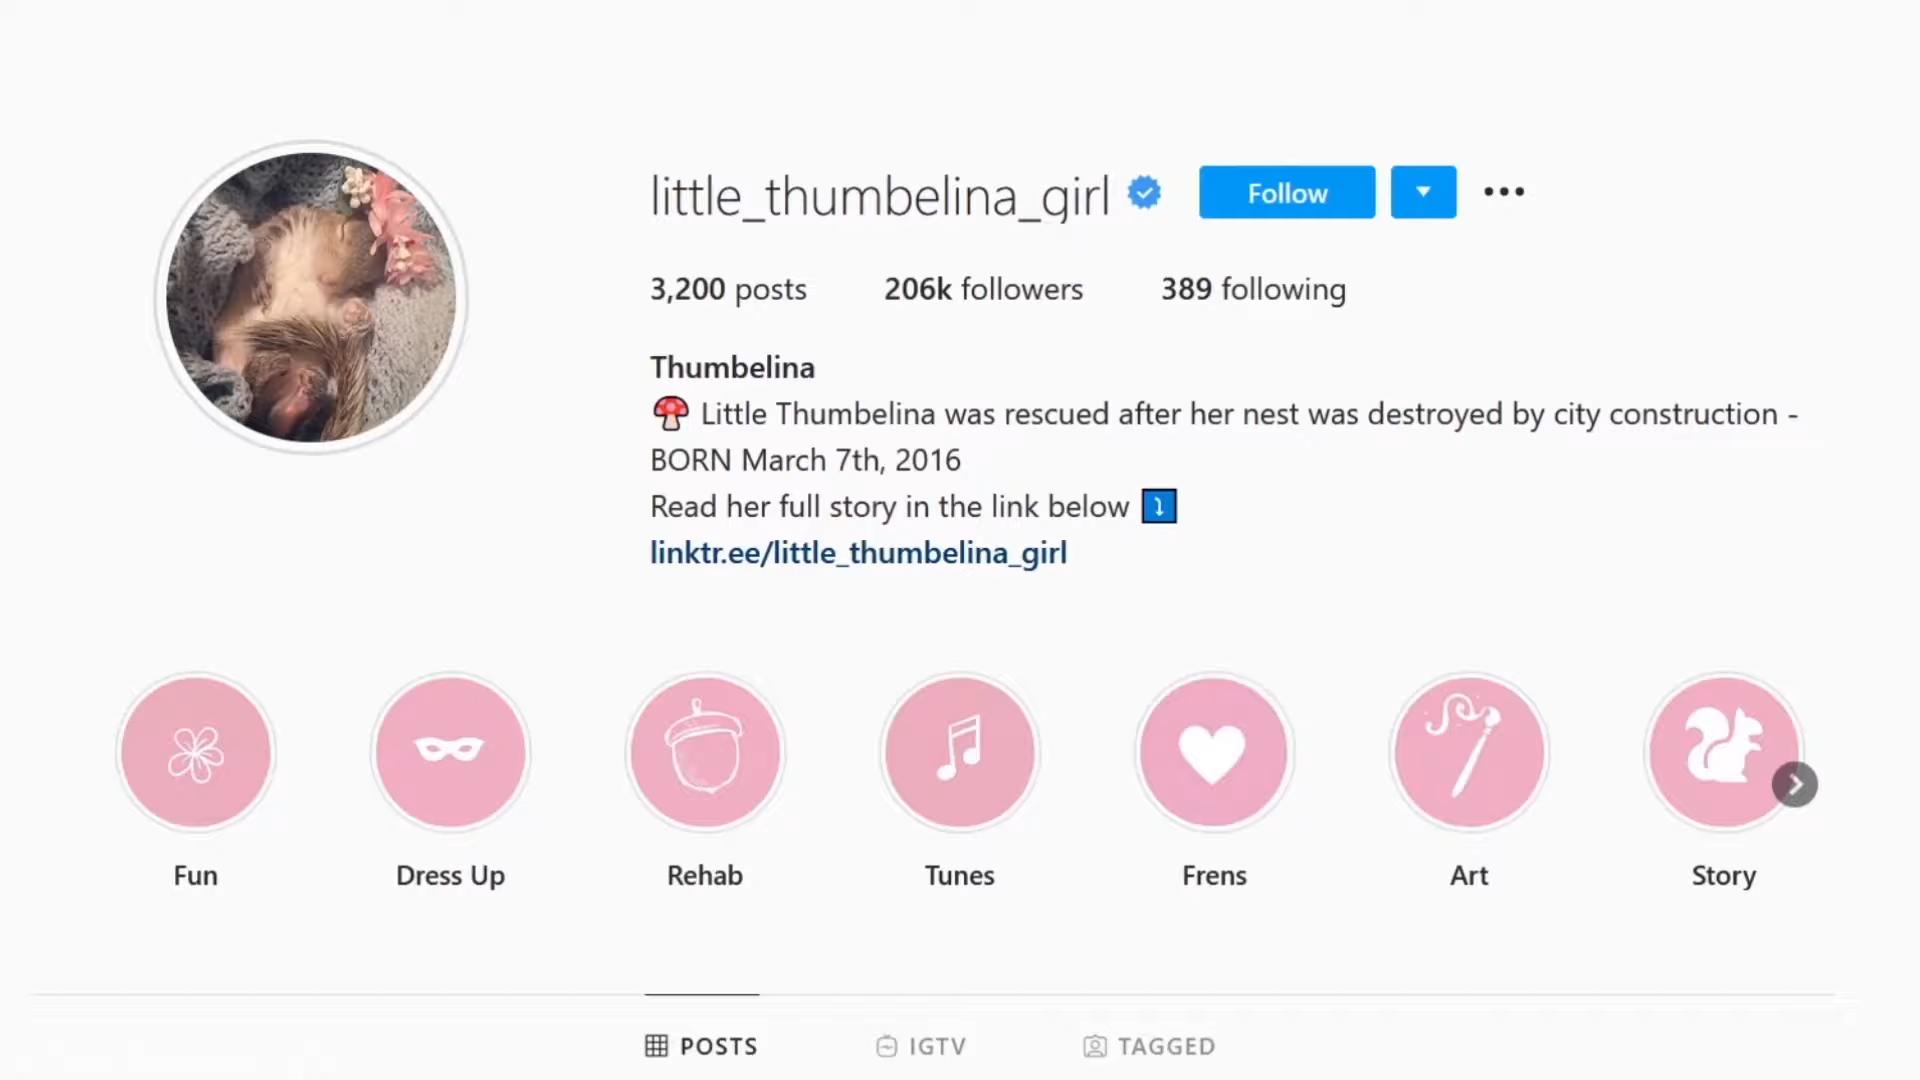 little_thumbelina_girl
Follow
3,200 posts 206k followers 389 following
Thumbelina
Little Thumbelina was rescued after her nest was destroyed by city construction -
BORN March 7th, 2016
Read her full story in the link below
linktr.ee/little_thumbelina_girl
Fun Dress Up Rehab Tunes Frens Art Story
POSTS IGTV TAGGED